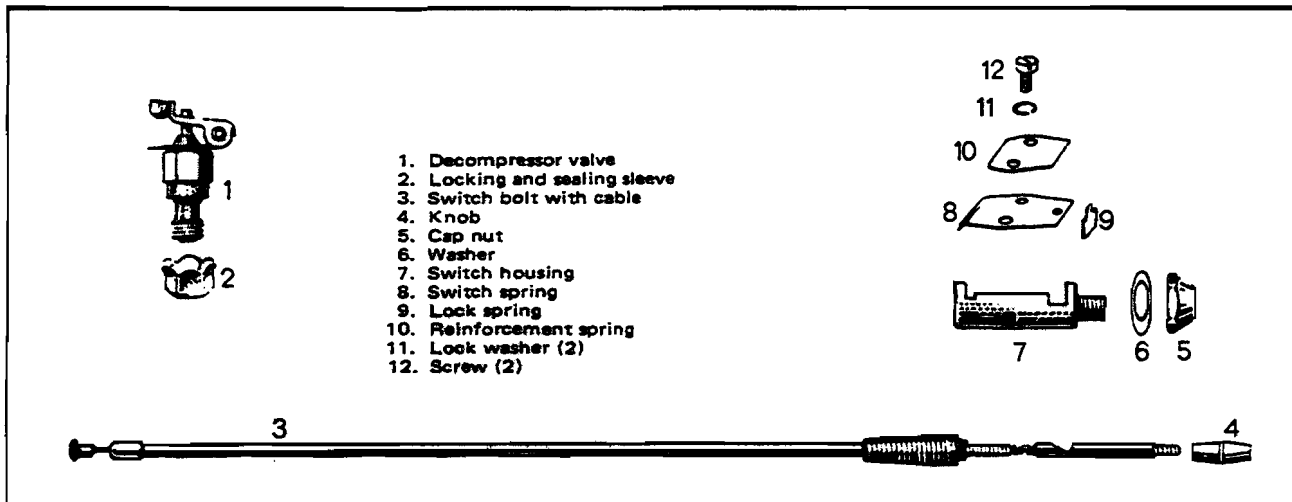 1. Decompressor valve
2. Locking and sealing sleeve
3. Switch bolt with cable
4. Knob
5. Cap nut
6. Washer
7. Switch housing
8. Switch spring
9. Lock spring
10. Reinforcement spring
11. Lock washer (2)
12. Screw (2)
1
2
12
11
10
8
9
7
6
5
3
4